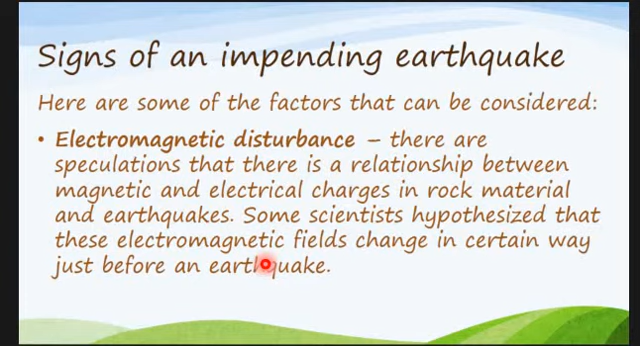 Signs of an impending earthquake
Here are some of the factors that can be considered:
• Electromagnetic disturbance – there are
speculations that there is a relationship between
magnetic and electrical charges in rock material
and earthquakes. Some scientists hypothesized that
these electromagnetic fields change in certain way
just before an earthquake.